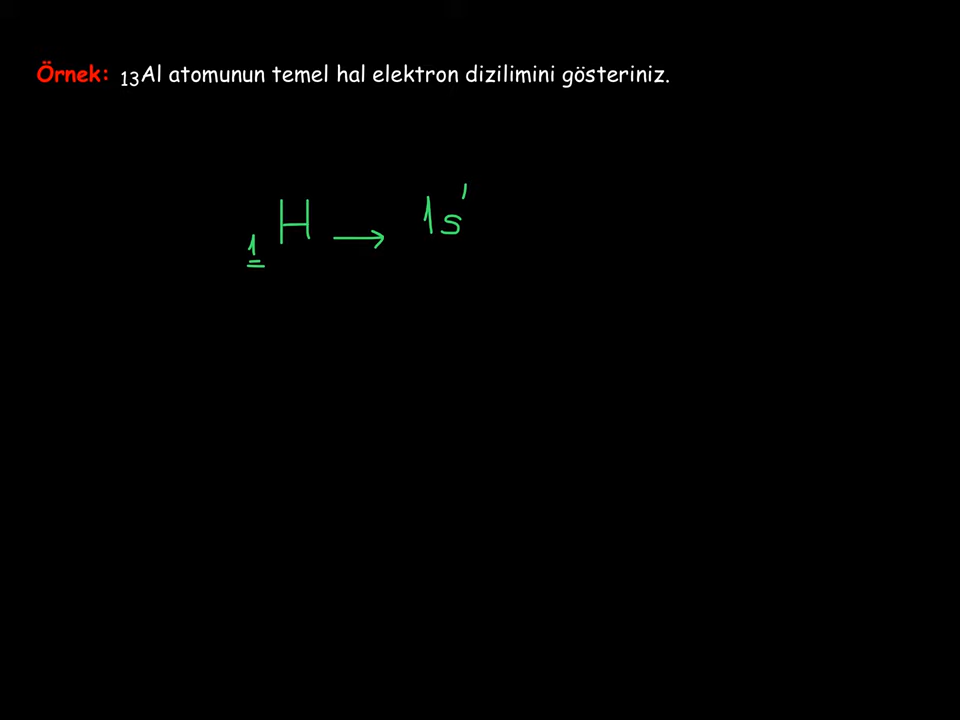 Örnek: ₁₃Al atomunun temel hal elektron dizilimini gösteriniz.
₁H → 1s¹